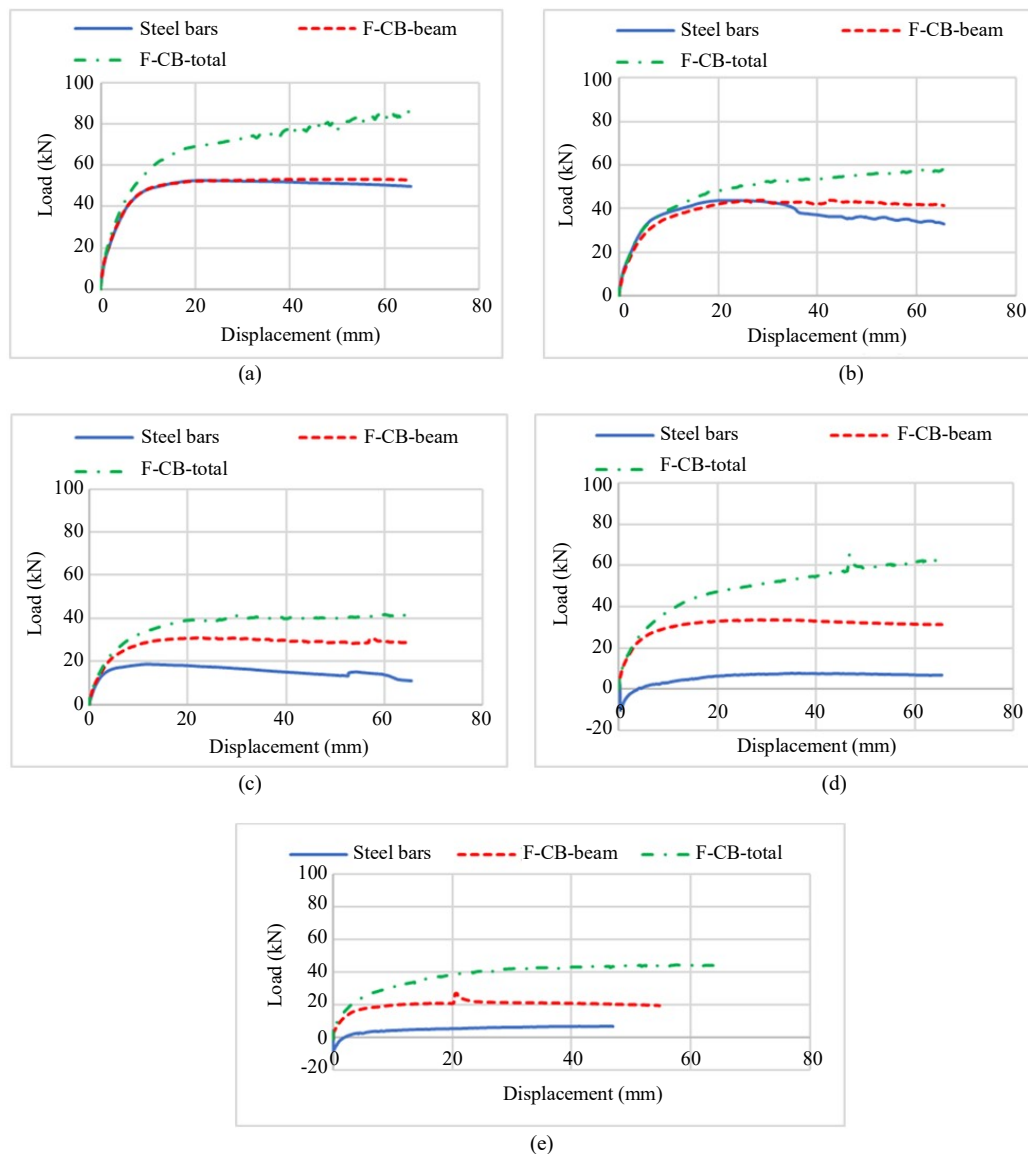 Steel bars F-CB-beam
F-CB-total
100
80
60
40
20
0
Load (kN)
0 20 40 60 80
Displacement (mm)
(a)
Steel bars F-CB-beam
F-CB-total
100
80
60
40
20
0
Load (kN)
0 20 40 60 80
Displacement (mm)
(b)
Steel bars F-CB-beam
F-CB-total
100
80
60
40
20
0
Load (kN)
0 20 40 60 80
Displacement (mm)
(c)
Steel bars F-CB-beam
F-CB-total
100
80
60
40
20
0
-20
Load (kN)
0 20 40 60 80
Displacement (mm)
(d)
Steel bars F-CB-beam F-CB-total
100
80
60
40
20
0
-20
Load (kN)
0 20 40 60 80
Displacement (mm)
(e)